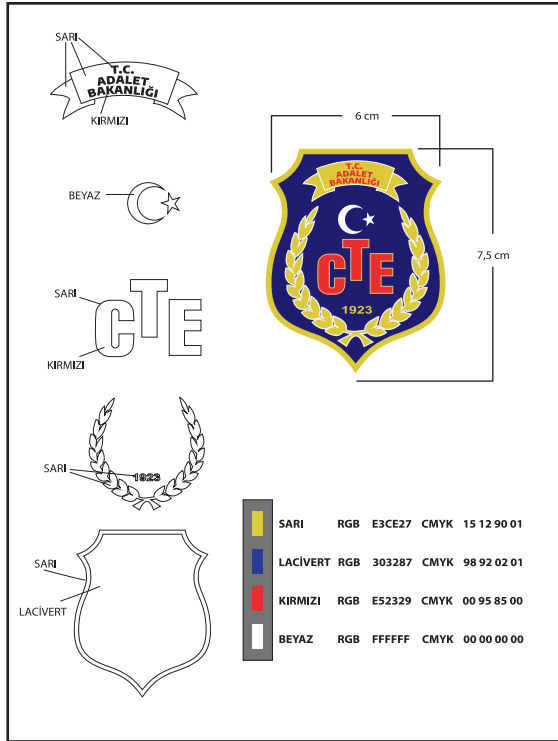 SARI
T.C.
ADALET
BAKANLIĞI
KIRMIZI
6 cm
T.C.
ADALET
BAKANLIĞI
BEYAZ
7,5 cm
CTE
1923
SARI
CTE
KIRMIZI
SARI
1923
SARI
LACİVERT
SARI RGB E3CE27 CMYK 15 12 90 01
LACİVERT RGB 303287 CMYK 98 92 02 01
KIRMIZI RGB E52329 CMYK 00 95 85 00
BEYAZ RGB FFFFFF CMYK 00 00 00 00